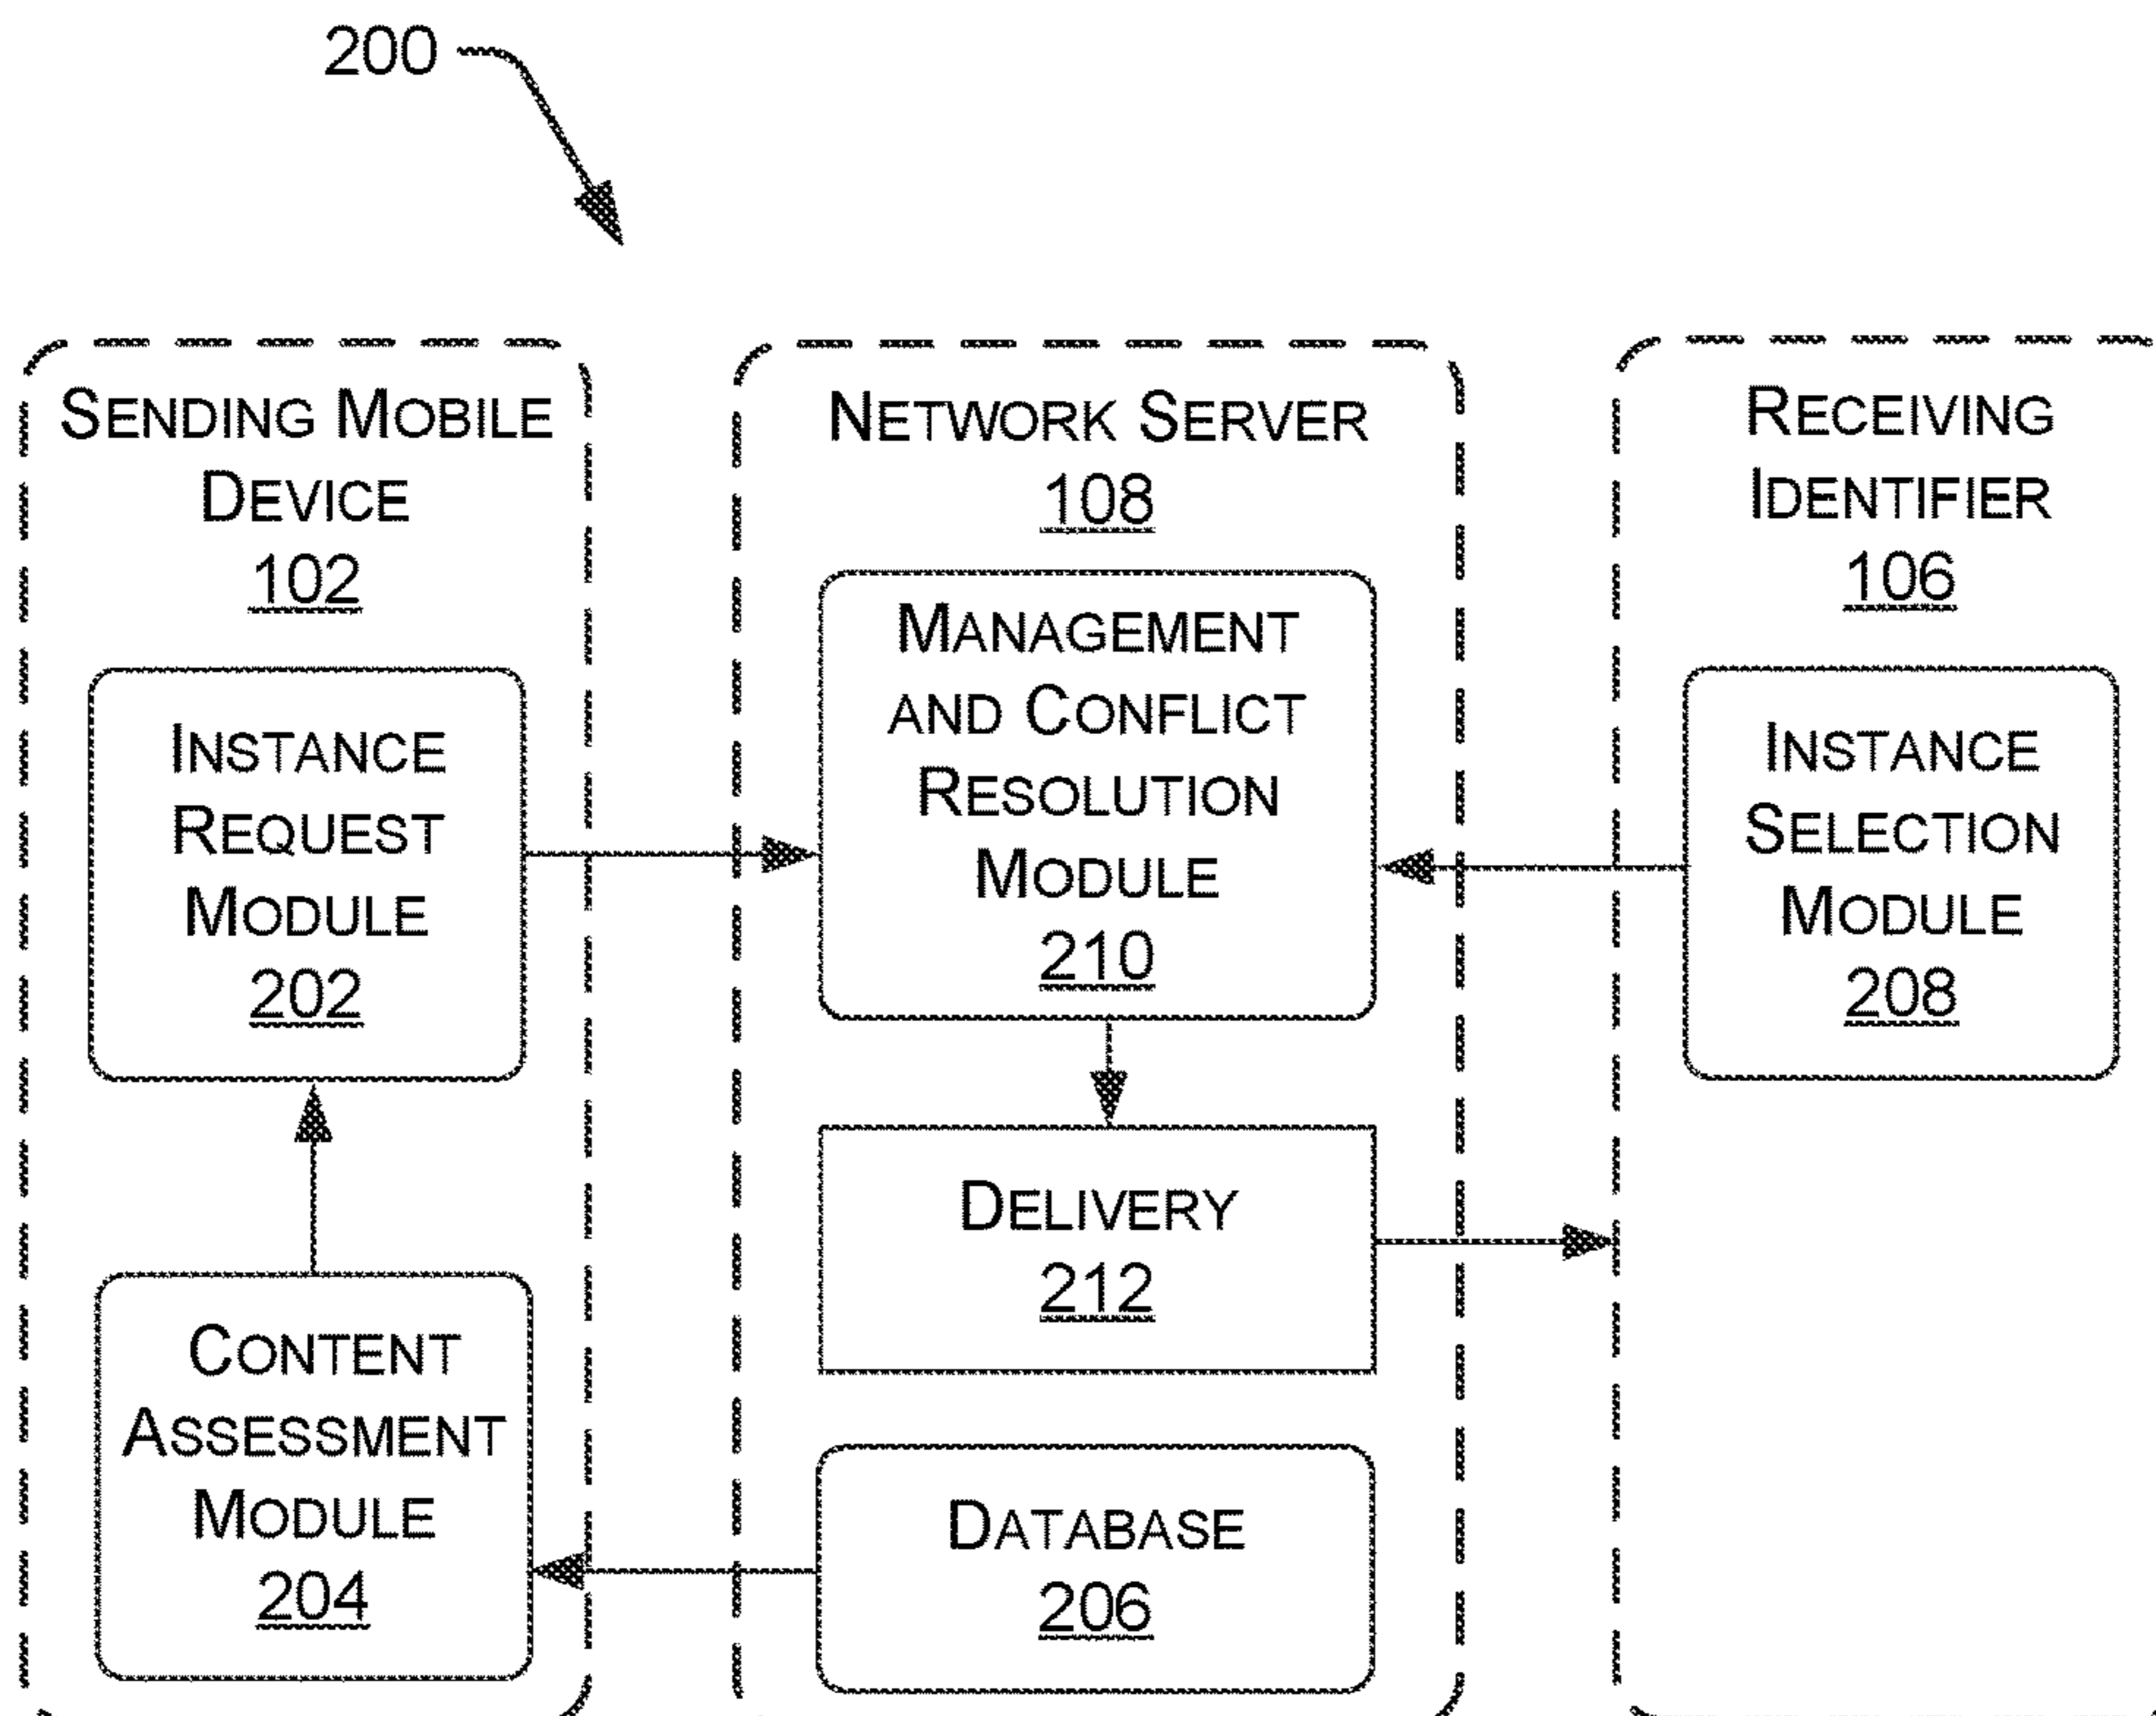 200
SENDING MOBILE
DEVICE
102
INSTANCE
REQUEST
MODULE
202
CONTENT
ASSESSMENT
MODULE
204
NETWORK SERVER
108
MANAGEMENT
AND CONFLICT
RESOLUTION
MODULE
210
DELIVERY
212
DATABASE
206
RECEIVING
IDENTIFIER
106
INSTANCE
SELECTION
MODULE
208